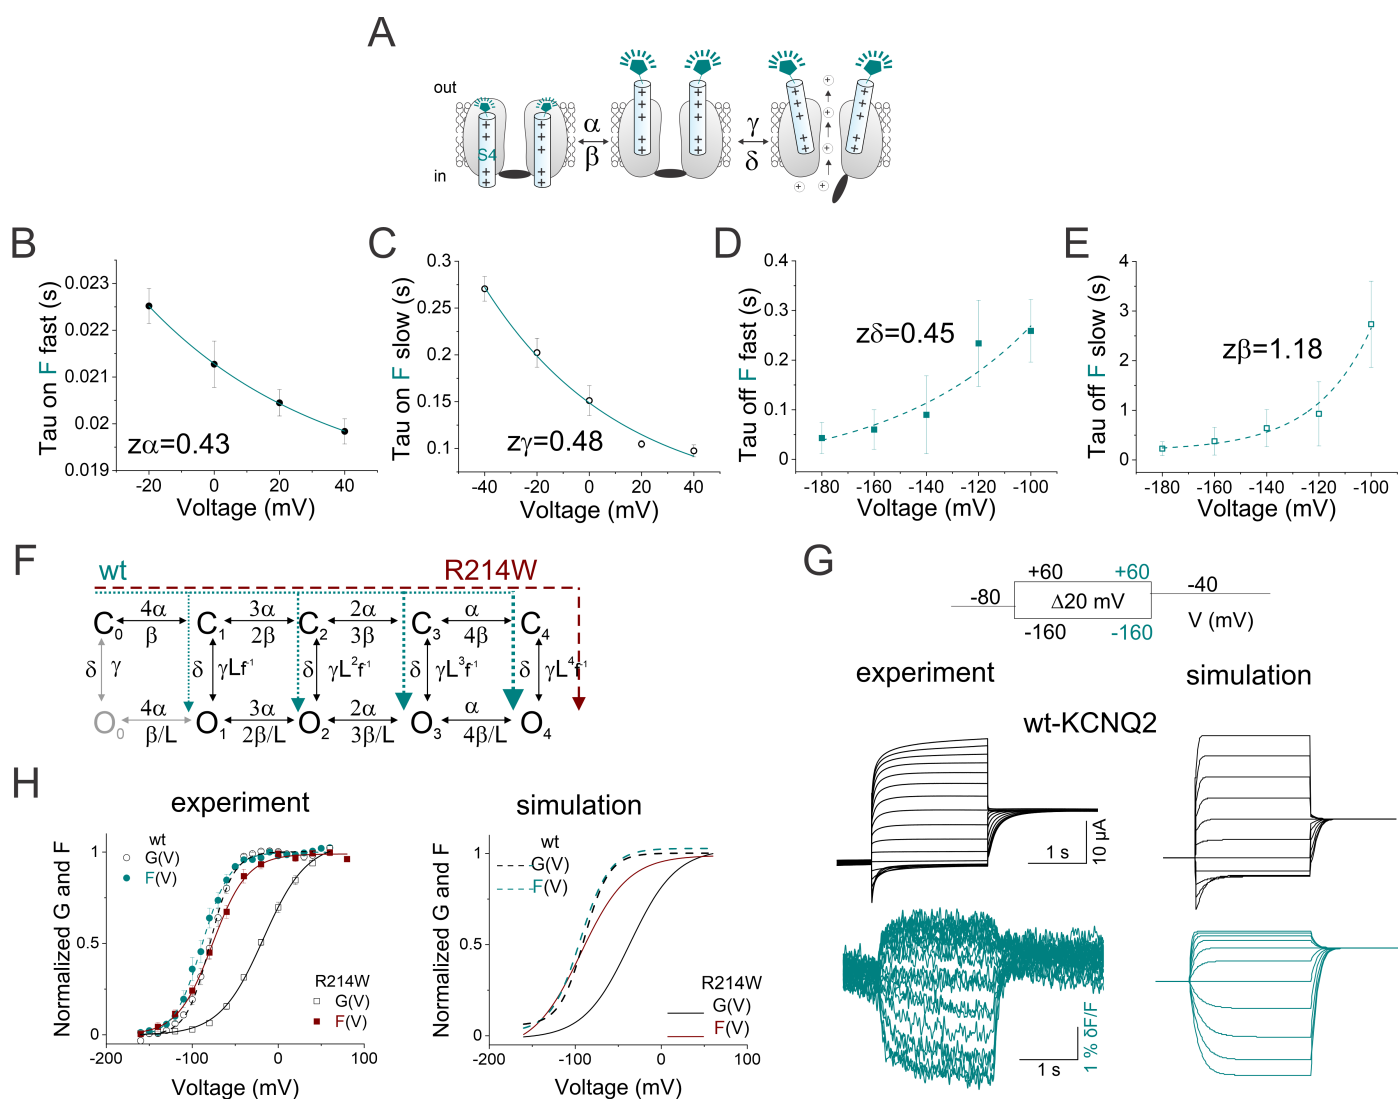 A
out
in
S4
α
β
γ
δ
B
Tau on F fast (s)
0.023
0.022
0.021
0.02
0.019
zα=0.43
-20 0 20 40
Voltage (mV)
C
Tau on F slow (s)
0.3
0.25
0.2
0.15
0.1
zγ=0.48
-40 -20 0 20 40
Voltage (mV)
D
Tau off F fast (s)
0.4
0.3
0.2
0.1
0
zδ=0.45
-180 -160 -140 -120 -100
Voltage (mV)
E
Tau off F slow (s)
4
3
2
1
0
zβ=1.18
-180 -160 -140 -120 -100
Voltage (mV)
F
wt R214W
4α 3α 2α α
C0 C1 C2 C3 C4
β 2β 3β 4β
δ γ δ γLf-1 δ γL2f-1 δ γL3f-1 δ γL4f-1
4α 3α 2α α
O0 O1 O2 O3 O4
β/L 2β/L 3β/L 4β/L
G
+60 +60
-80 Δ20 mV -40
-160 -160 V (mV)
experiment simulation
wt-KCNQ2
10 µA
1 s
1 % δF/F
1 s
H
experiment
Normalized G and F
1
0.5
0
wt
G(V)
F(V)
R214W
G(V)
F(V)
-200 -100 0 100
Voltage (mV)
simulation
Normalized G and F
1
0.5
0
wt
G(V)
F(V)
R214W
G(V)
F(V)
-200 -100 0 100
Voltage (mV)